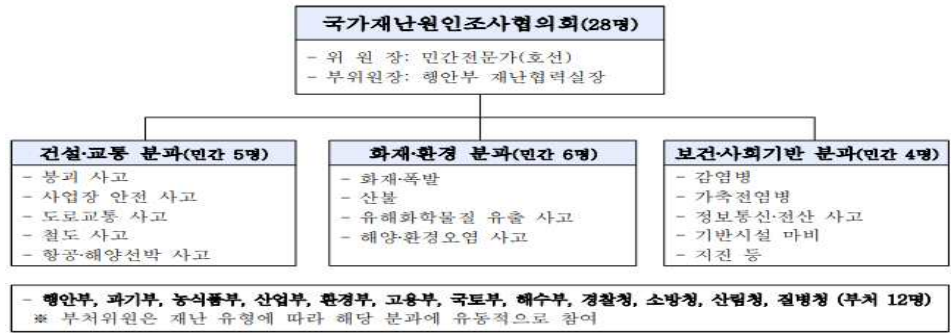 국가재난원인조사협의회(28명)
- 위 원 장: 민간전문가(호선)
- 부위원장: 행안부 재난협력실장
건설·교통 분과(민간 5명)
- 붕괴 사고
- 사업장 안전 사고
- 도로교통 사고
- 철도 사고
- 항공·해양선박 사고
화재·환경 분과(민간 6명)
- 화재·폭발
- 산불
- 유해화학물질 유출 사고
- 해양·환경오염 사고
보건·사회기반 분과(민간 4명)
- 감염병
- 가축전염병
- 정보통신·전산 사고
- 기반시설 마비
- 지진 등
- 행안부, 과기부, 농식품부, 산업부, 환경부, 고용부, 국토부, 해수부, 경찰청, 소방청, 산림청, 질병청 (부처 12명)
※ 부처위원은 재난 유형에 따라 해당 분과에 유동적으로 참여